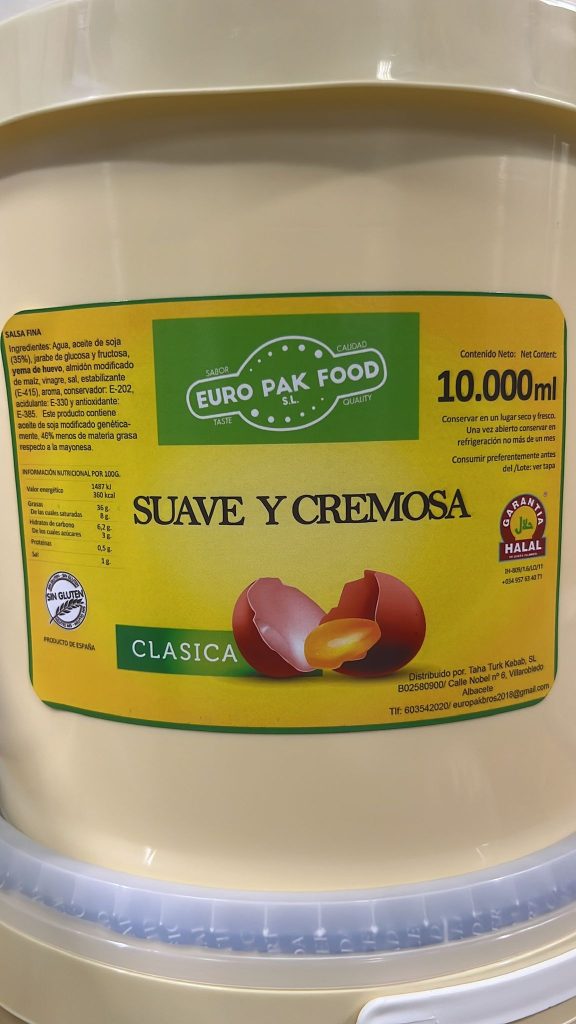 SALSA FINA
Ingredientes: Agua, aceite de soja
(35%), jarabe de glucosa y fructosa,
yema de huevo, almidón modificado
de maíz, vinagre, sal, estabilizante
(E-415), aroma, conservador: E-202,
acidulante: E-330 y antioxidante:
E-385. Este producto contiene
aceite de soja modificado genética-
mente, 46% menos de materia grasa
respecto a la mayonesa.
INFORMACIÓN NUTRICIONAL POR 100G.
Valor energético 1487 kJ
360 kcal
Grasas 36 g.
De las cuales saturadas 8 g.
Hidratos de carbono 6,2 g.
De los cuales azúcares 3 g.
Proteínas 0,5 g.
Sal 1 g.
SIN GLUTEN
PRODUCTO DE ESPAÑA
SABOR
CALIDAD
EURO PAK FOOD
S.L.
TASTE
QUALITY
SUAVE Y CREMOSA
CLASICA
Contenido Neto: Net Content:
10.000ml
Conservar en un lugar seco y fresco.
Una vez abierto conservar en
refrigeración no más de un mes
Consumir preferentemente antes
del /Lote: ver tapa
GARANTIA
حلال
HALAL
+034 957 63 40 71
Distribuido por. Taha Turk Kebab, SL
B02580900/ Calle Nobel nº 6, Villarobledo
Albacete
Tlf: 603542020/ europakbros2018@gmail.com